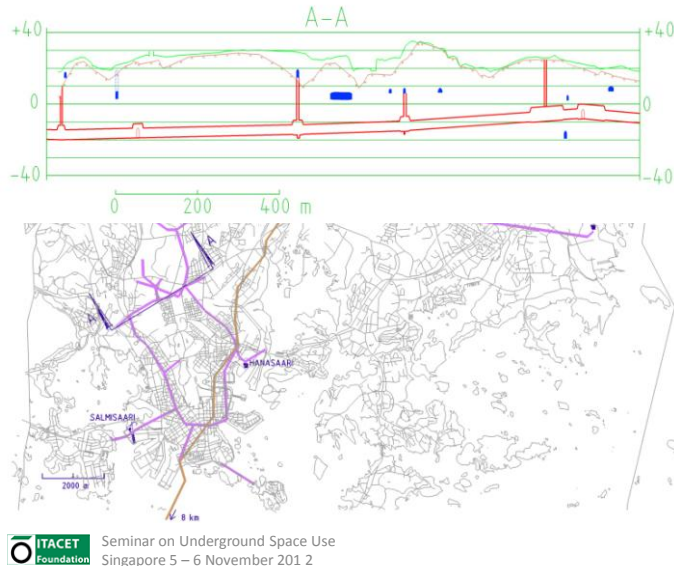 A-A
+40 +40
0 0
-40 -40
0 200 400 m
A
A
HANASAARI
SALMISAARI
2000 m
8 km
ITACET
Foundation
Seminar on Underground Space Use
Singapore 5 – 6 November 201 2